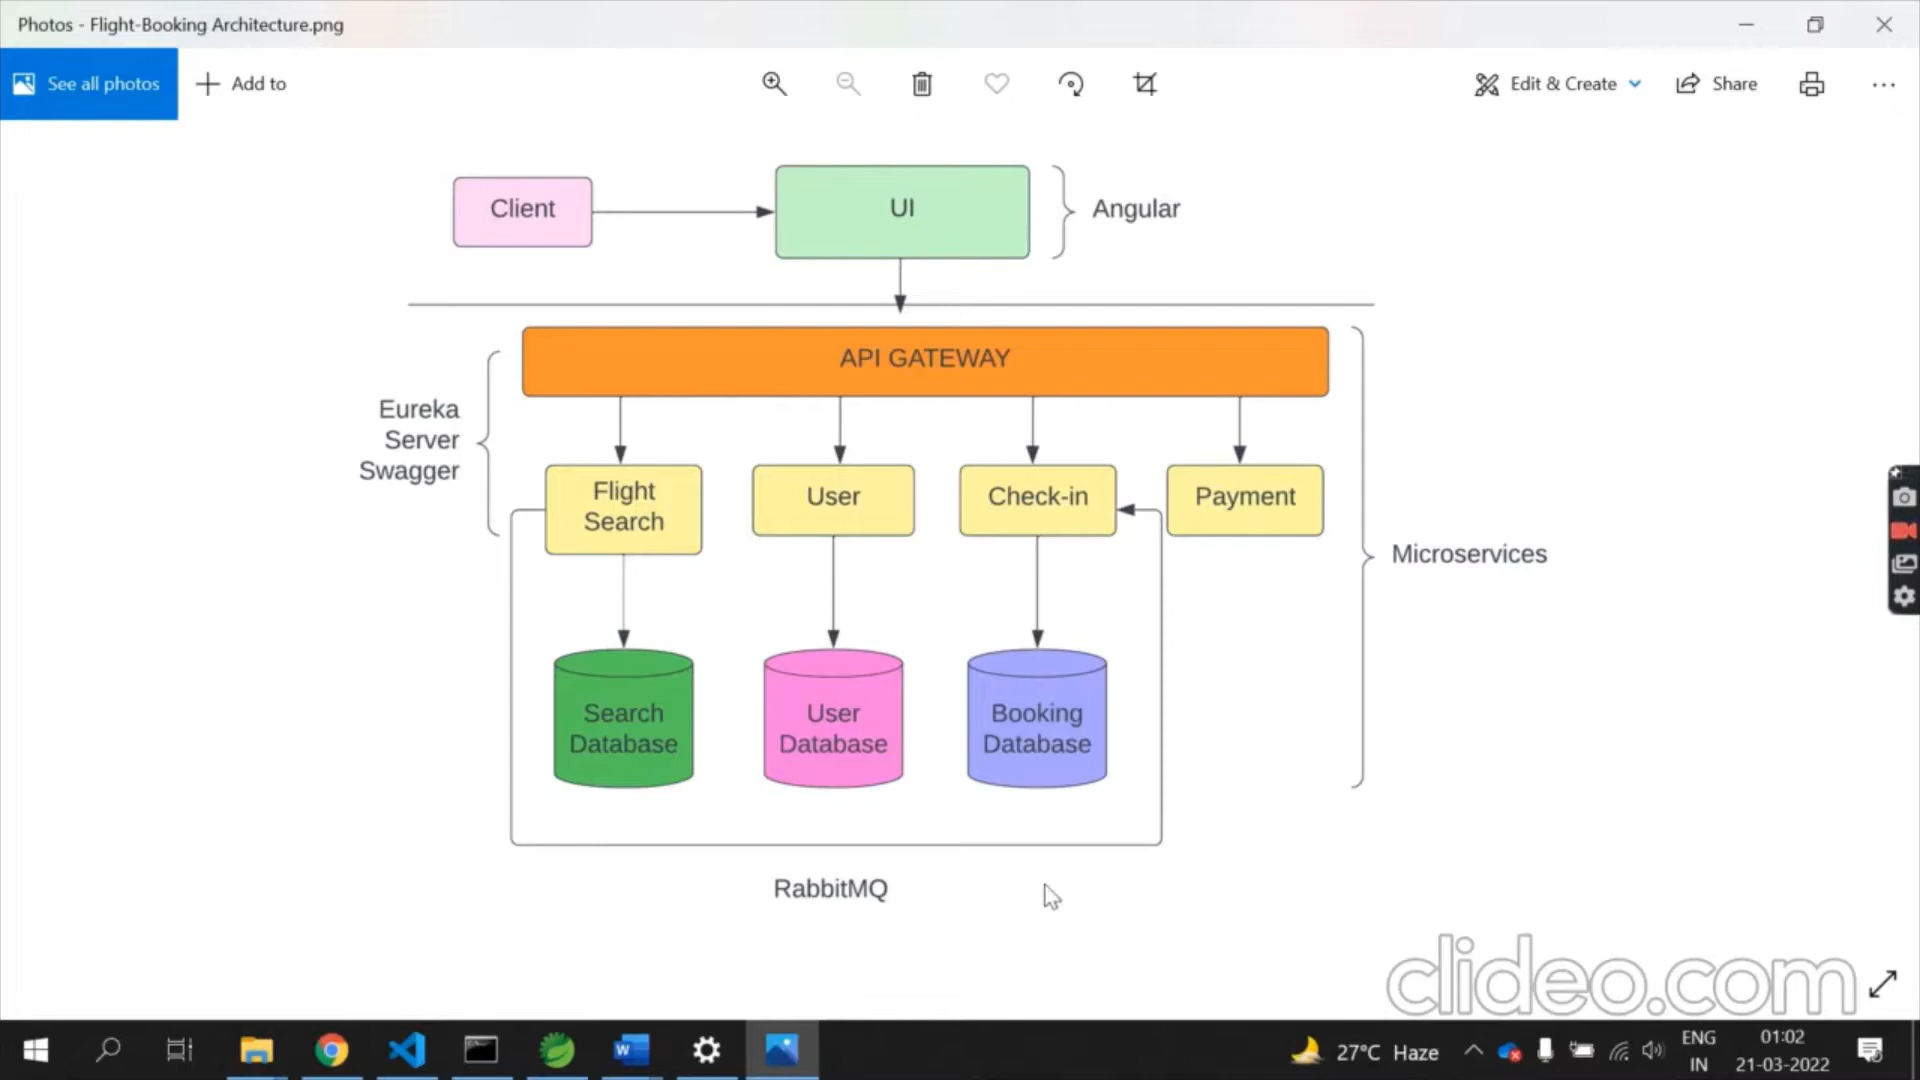 Photos - Flight-Booking Architecture.png
See all photos
Add to
Edit & Create
Share
Client
UI
Angular
API GATEWAY
Eureka
Server
Swagger
Flight
Search
User
Check-in
Payment
Microservices
Search
Database
User
Database
Booking
Database
RabbitMQ
clideo.com
27°C Haze
ENG
IN
01:02
21-03-2022